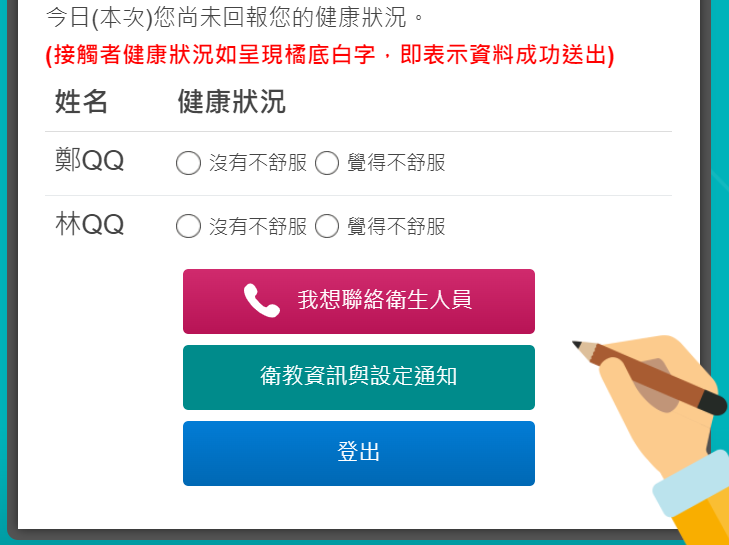 今日(本次)您尚未回報您的健康狀況。
(接觸者健康狀況如呈現橘底白字，即表示資料成功送出)
姓名 健康狀況
鄭QQ 沒有不舒服 覺得不舒服
林QQ 沒有不舒服 覺得不舒服
我想聯絡衛生人員
衛教資訊與設定通知
登出